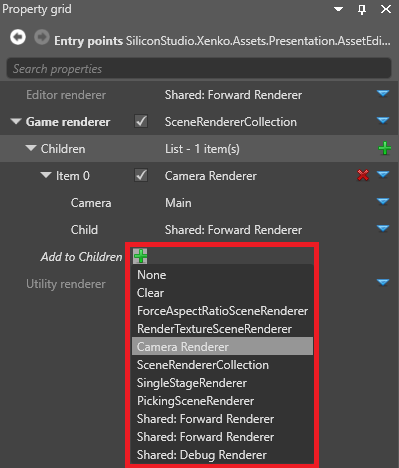 Property grid
Entry points SiliconStudio.Xenko.Assets.Presentation.AssetEdi...
Search properties
Editor renderer Shared: Forward Renderer
Game renderer SceneRendererCollection
Children List - 1 item(s)
Item 0 Camera Renderer
Camera Main
Child Shared: Forward Renderer
Add to Children
Utility renderer
None
Clear
ForceAspectRatioSceneRenderer
RenderTextureSceneRenderer
Camera Renderer
SceneRendererCollection
SingleStageRenderer
PickingSceneRenderer
Shared: Forward Renderer
Shared: Forward Renderer
Shared: Debug Renderer